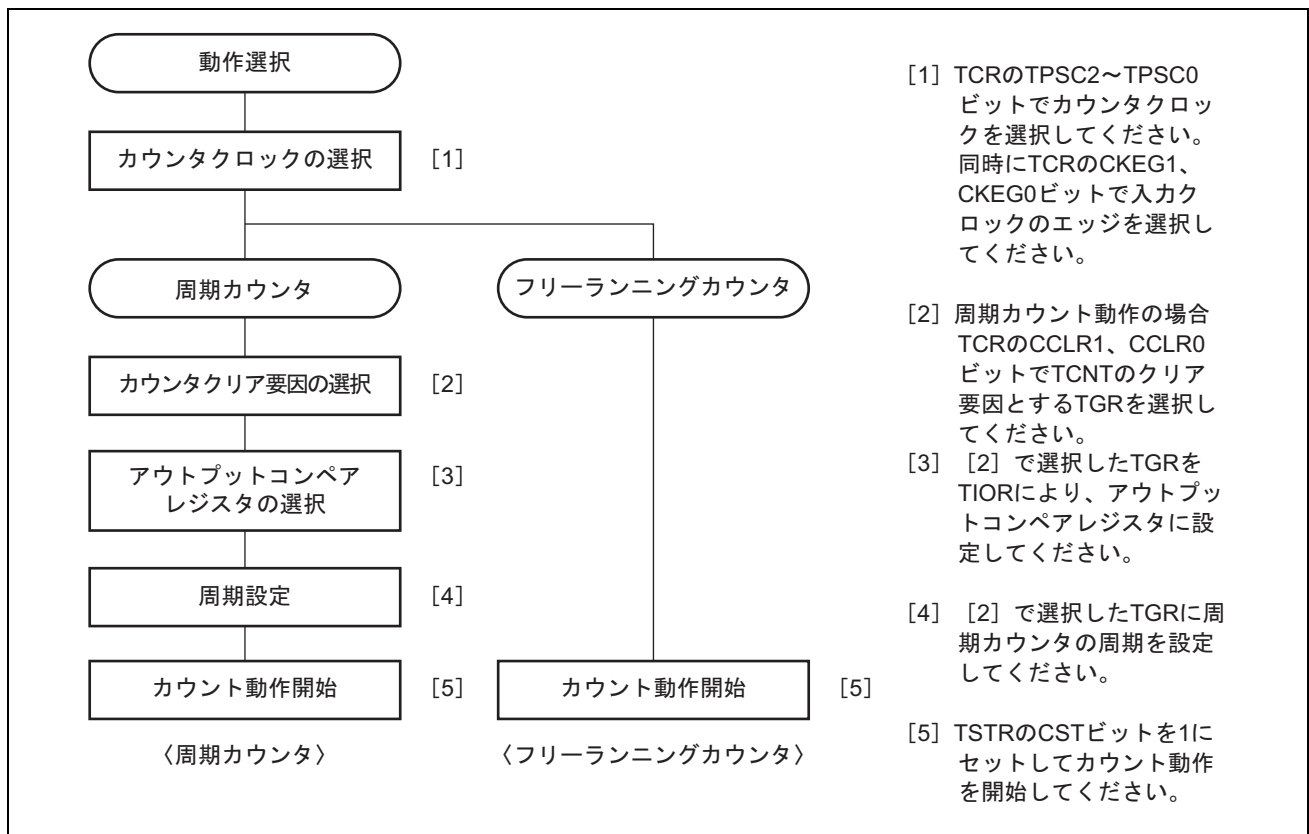 動作選択
カウンタクロックの選択 [1]
周期カウンタ
フリーランニングカウンタ
カウンタクリア要因の選択 [2]
アウトプットコンペア
レジスタの選択
[3]
周期設定 [4]
カウント動作開始 [5]
カウント動作開始 [5]
〈周期カウンタ〉
〈フリーランニングカウンタ〉
[1] TCRのTPSC2~TPSC0
ビットでカウンタクロッ
クを選択してください。
同時にTCRのCKEG1、
CKEG0ビットで入力ク
ロックのエッジを選択し
てください。
[2] 周期カウント動作の場合
TCRのCCLR1、CCLR0
ビットでTCNTのクリア
要因とするTGRを選択し
てください。
[3] [2]で選択したTGRを
TIORにより、アウトプッ
トコンペアレジスタに設
定してください。
[4] [2]で選択したTGRに周
期カウンタの周期を設定
してください。
[5] TSTRのCSTビットを1に
セットしてカウント動作
を開始してください。